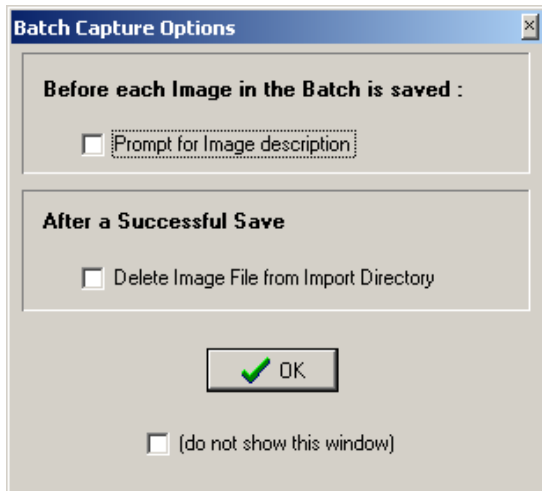 Batch Capture Options
Before each Image in the Batch is saved :
Prompt for Image description
After a Successful Save
Delete Image File from Import Directory
OK
(do not show this window)